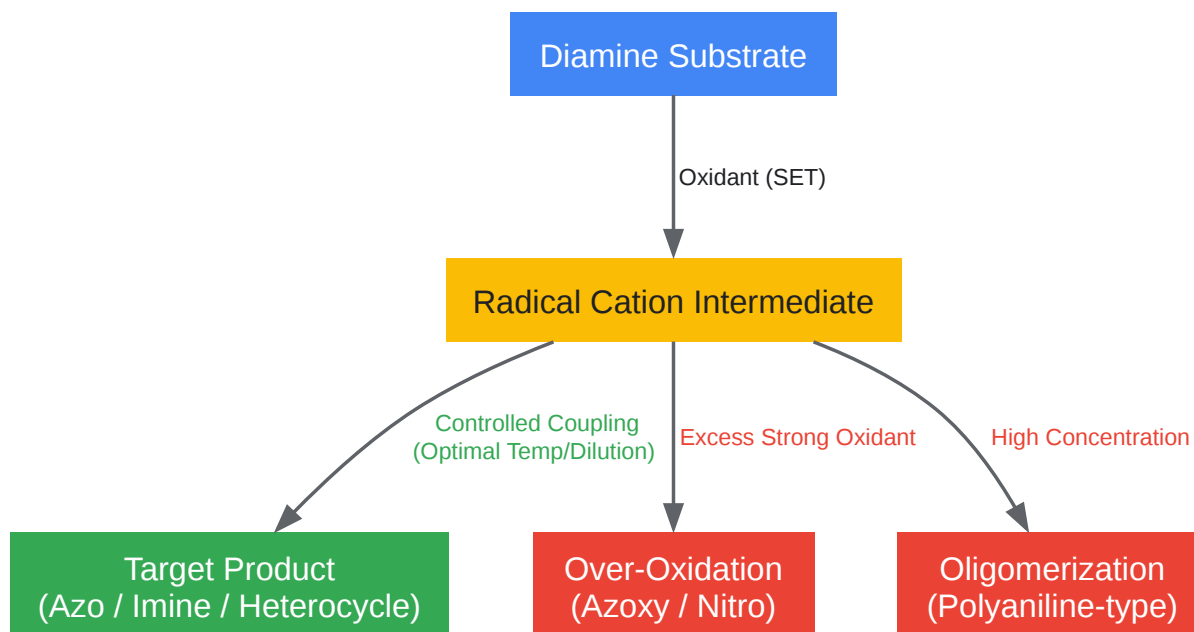 Diamine Substrate
Oxidant (SET)
Radical Cation Intermediate
Controlled Coupling
(Optimal Temp/Dilution)
Excess Strong Oxidant
High Concentration
Target Product
(Azo / Imine / Heterocycle)
Over-Oxidation
(Azoxy / Nitro)
Oligomerization
(Polyaniline-type)